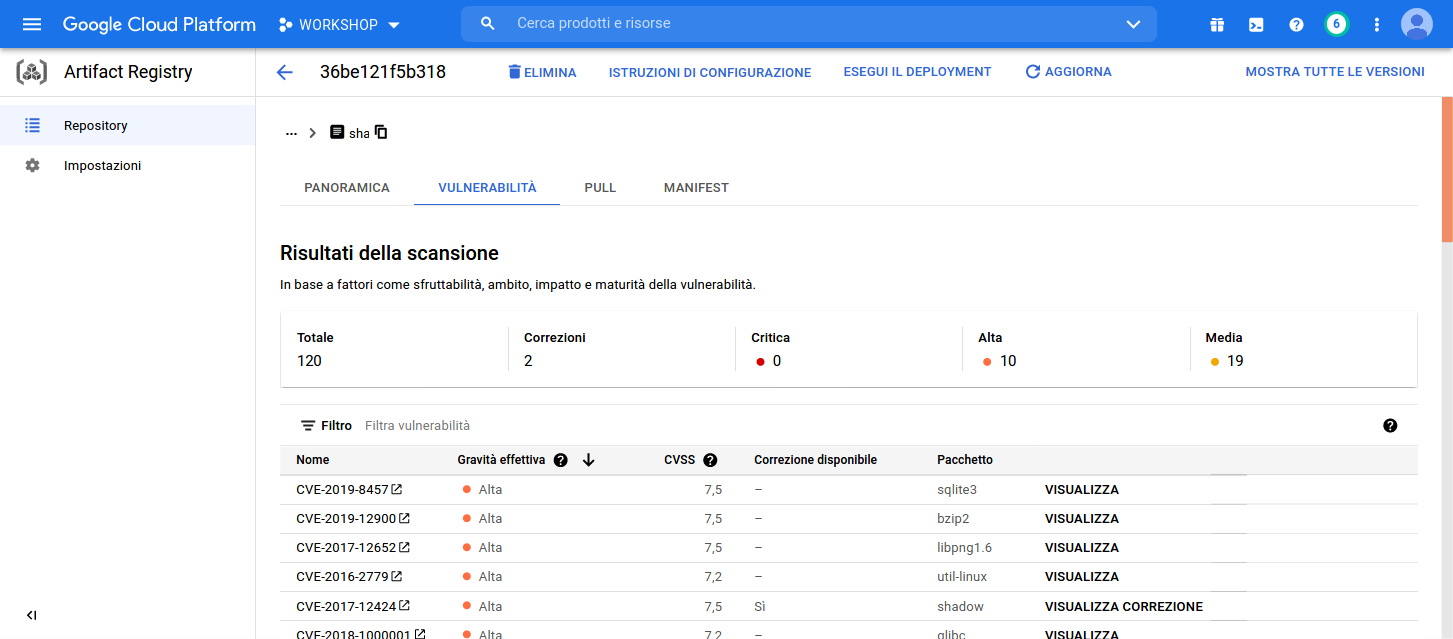 Google Cloud Platform WORKSHOP Cerca prodotti e risorse 6
Artifact Registry 36be121f5b318 ELIMINA ISTRUZIONI DI CONFIGURAZIONE ESEGUI IL DEPLOYMENT AGGIORNA MOSTRA TUTTE LE VERSIONI
Repository
Impostazioni
... sha
PANORAMICA VULNERABILITÀ PULL MANIFEST
Risultati della scansione
In base a fattori come sfruttabilità, ambito, impatto e maturità della vulnerabilità.
Totale Correzioni Critica Alta Media
120 2 0 10 19
Filtro Filtra vulnerabilità
Nome Gravità effettiva CVSS Correzione disponibile Pacchetto
CVE-2019-8457 Alta 7,5 – sqlite3 VISUALIZZA
CVE-2019-12900 Alta 7,5 – bzip2 VISUALIZZA
CVE-2017-12652 Alta 7,5 – libpng1.6 VISUALIZZA
CVE-2016-2779 Alta 7,2 – util-linux VISUALIZZA
CVE-2017-12424 Alta 7,5 Sì shadow VISUALIZZA CORREZIONE
CVE-2018-1000001 Alta 7,2 – glibc VISUALIZZA